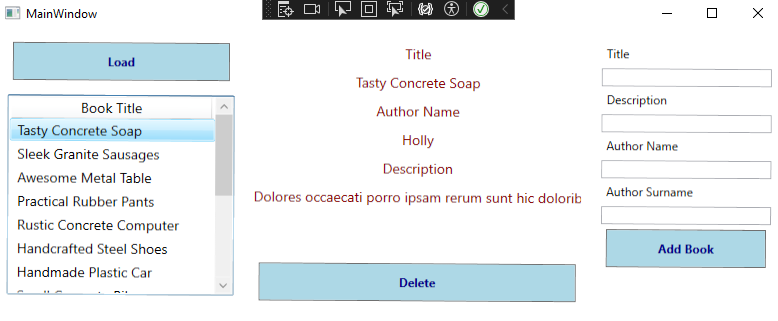 MainWindow
Load
Book Title
Tasty Concrete Soap
Sleek Granite Sausages
Awesome Metal Table
Practical Rubber Pants
Rustic Concrete Computer
Handcrafted Steel Shoes
Handmade Plastic Car
Title
Tasty Concrete Soap
Author Name
Holly
Description
Dolores occaecati porro ipsam rerum sunt hic dolorib
Delete
Title
Description
Author Name
Author Surname
Add Book